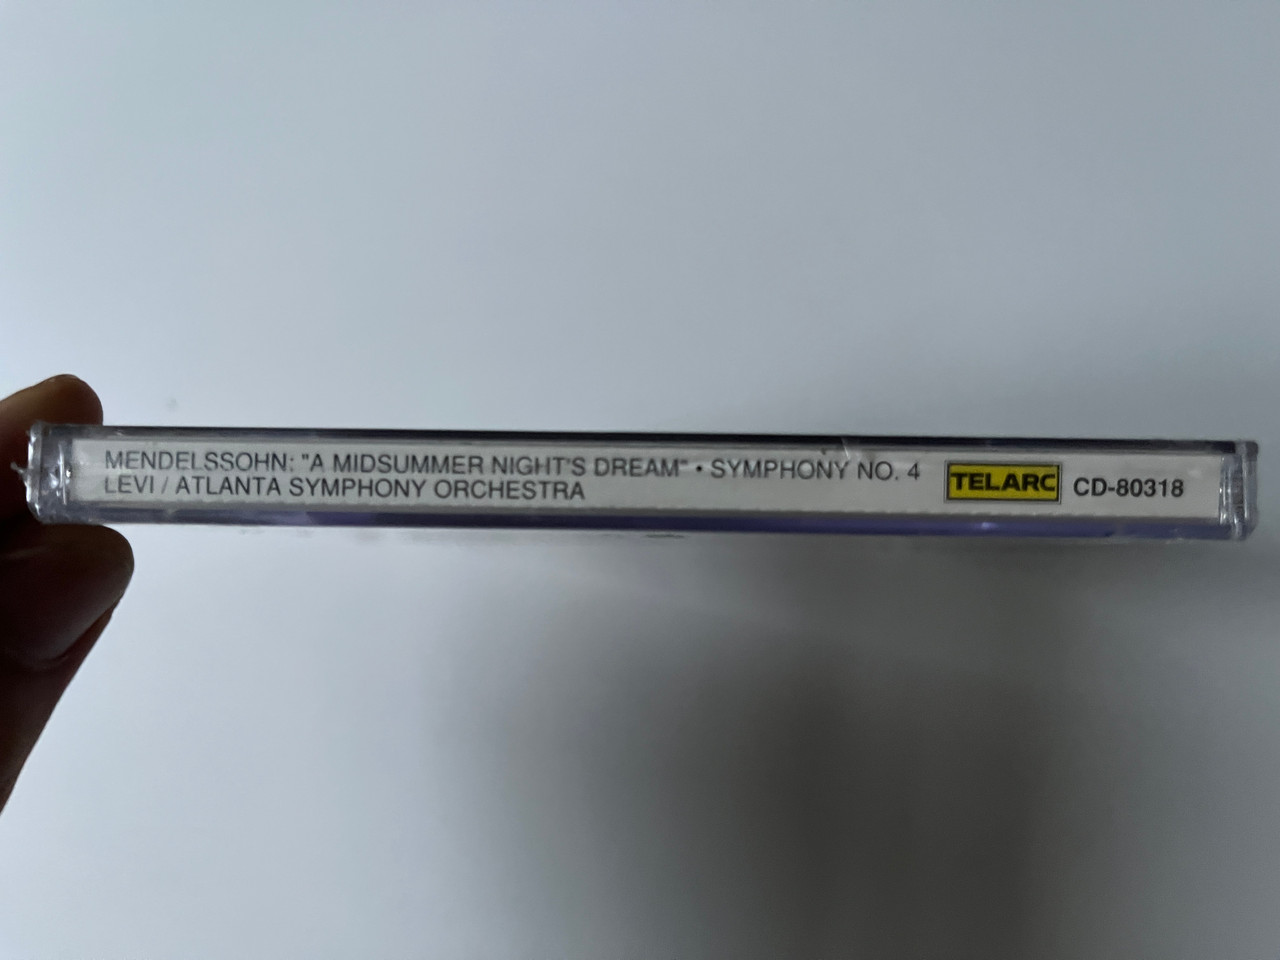 MENDELSSOHN: "A MIDSUMMER NIGHT'S DREAM" • SYMPHONY NO. 4
LEVI / ATLANTA SYMPHONY ORCHESTRA
TELARC CD-80318